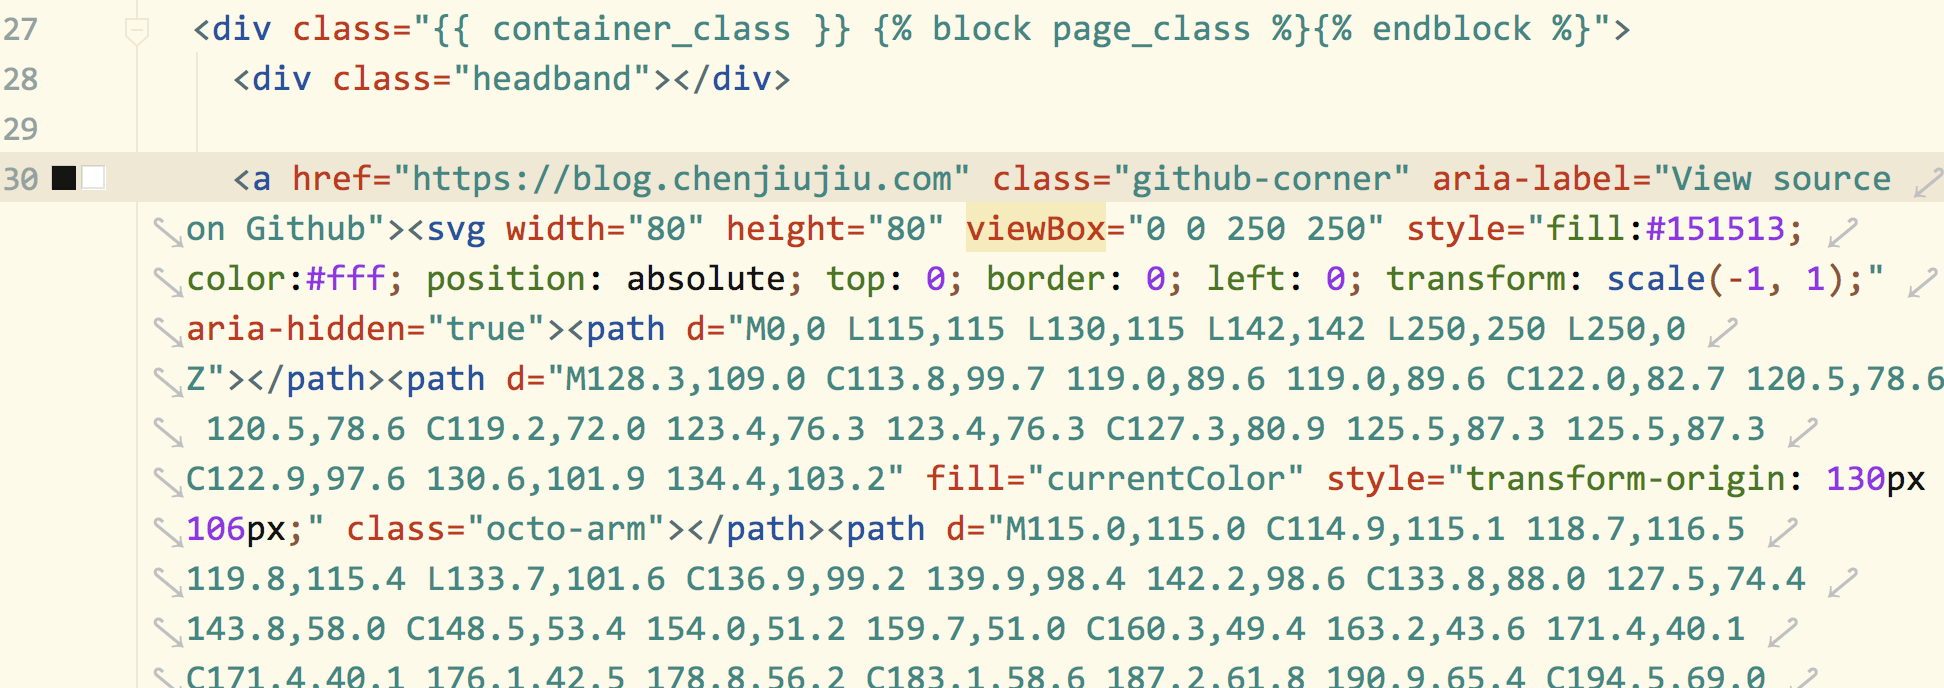 27 <div class="{{ container_class }} {% block page_class %}{% endblock %}">
28 <div class="headband"></div>
29
30 <a href="https://blog.chenjiujiu.com" class="github-corner" aria-label="View source
on Github"><svg width="80" height="80" viewBox="0 0 250 250" style="fill:#151513;
color:#fff; position: absolute; top: 0; border: 0; left: 0; transform: scale(-1, 1);"
aria-hidden="true"><path d="M0,0 L115,115 L130,115 L142,142 L250,250 L250,0
Z"></path><path d="M128.3,109.0 C113.8,99.7 119.0,89.6 119.0,89.6 C122.0,82.7 120.5,78.6
120.5,78.6 C119.2,72.0 123.4,76.3 123.4,76.3 C127.3,80.9 125.5,87.3 125.5,87.3
C122.9,97.6 130.6,101.9 134.4,103.2" fill="currentColor" style="transform-origin: 130px
106px;" class="octo-arm"></path><path d="M115.0,115.0 C114.9,115.1 118.7,116.5
119.8,115.4 L133.7,101.6 C136.9,99.2 139.9,98.4 142.2,98.6 C133.8,88.0 127.5,74.4
143.8,58.0 C148.5,53.4 154.0,51.2 159.7,51.0 C160.3,49.4 163.2,43.6 171.4,40.1
C171.4,40.1 176.1,42.5 178.8,56.2 C183.1,58.6 187.2,61.8 190.9,65.4 C194.5,69.0